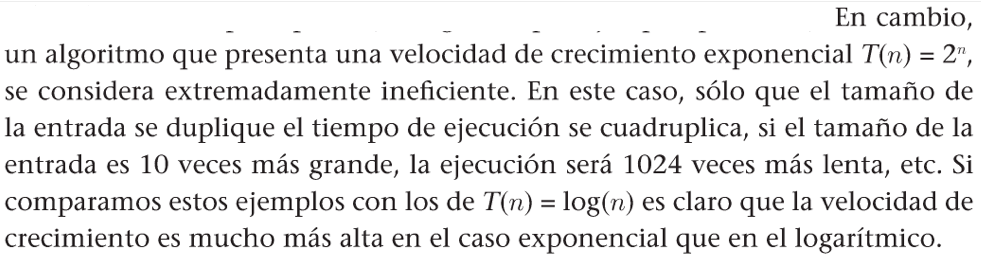 En cambio,
un algoritmo que presenta una velocidad de crecimiento exponencial T(n) = 2ⁿ,
se considera extremadamente ineficiente. En este caso, sólo que el tamaño de
la entrada se duplique el tiempo de ejecución se cuadruplica, si el tamaño de la
entrada es 10 veces más grande, la ejecución será 1024 veces más lenta, etc. Si
comparamos estos ejemplos con los de T(n) = log(n) es claro que la velocidad de
crecimiento es mucho más alta en el caso exponencial que en el logarítmico.